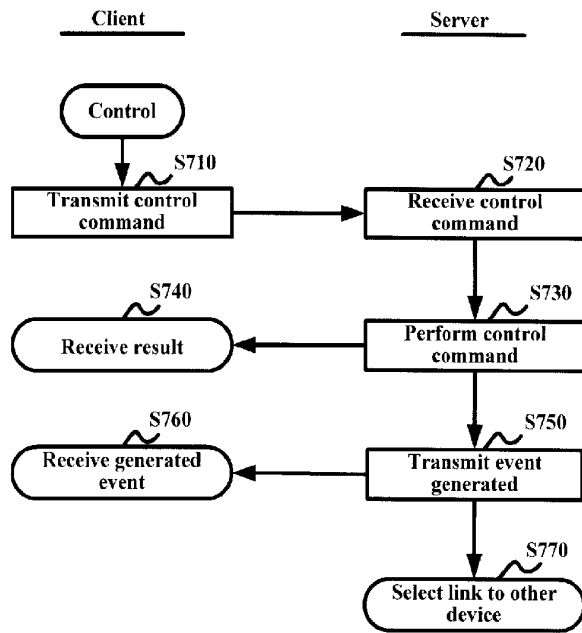 Client
Server
Control
S710
Transmit control
command
S720
Receive control
command
S740
Receive result
S730
Perform control
command
S760
Receive generated
event
S750
Transmit event
generated
S770
Select link to other
device